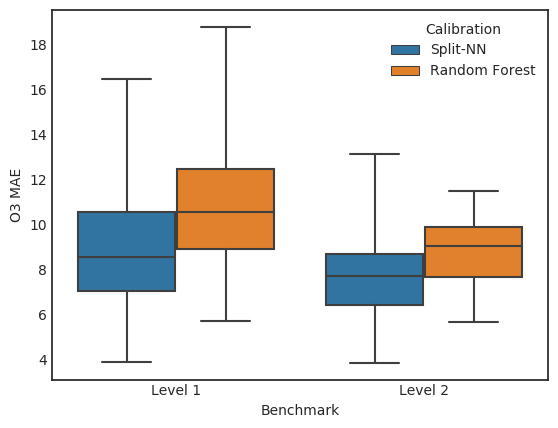 Calibration
Split-NN
Random Forest
18
16
14
12
10
8
6
4
O3 MAE
Level 1
Level 2
Benchmark